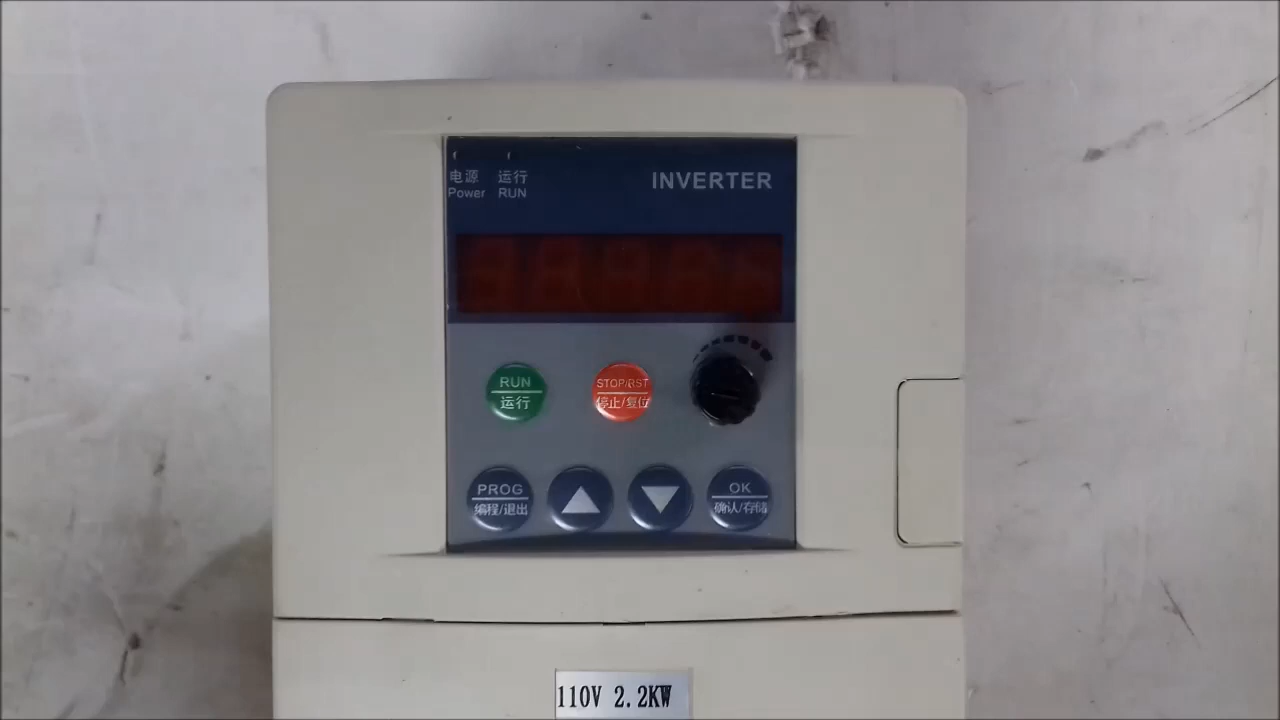 电源 运行
Power RUN
INVERTER
RUN
运行
STOP/RST
停止/复位
PROG
编程/退出
OK
确认/存储
110V 2.2KW